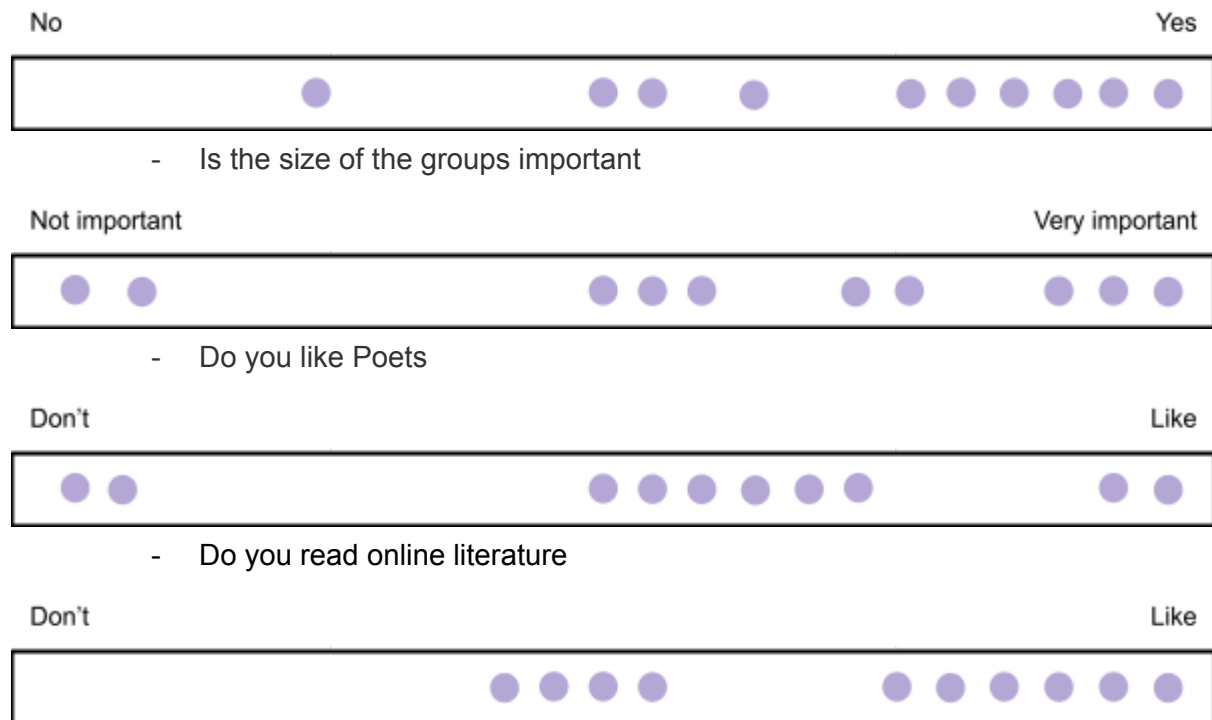 No Yes
- Is the size of the groups important
Not important Very important
- Do you like Poets
Don't Like
- Do you read online literature
Don't Like